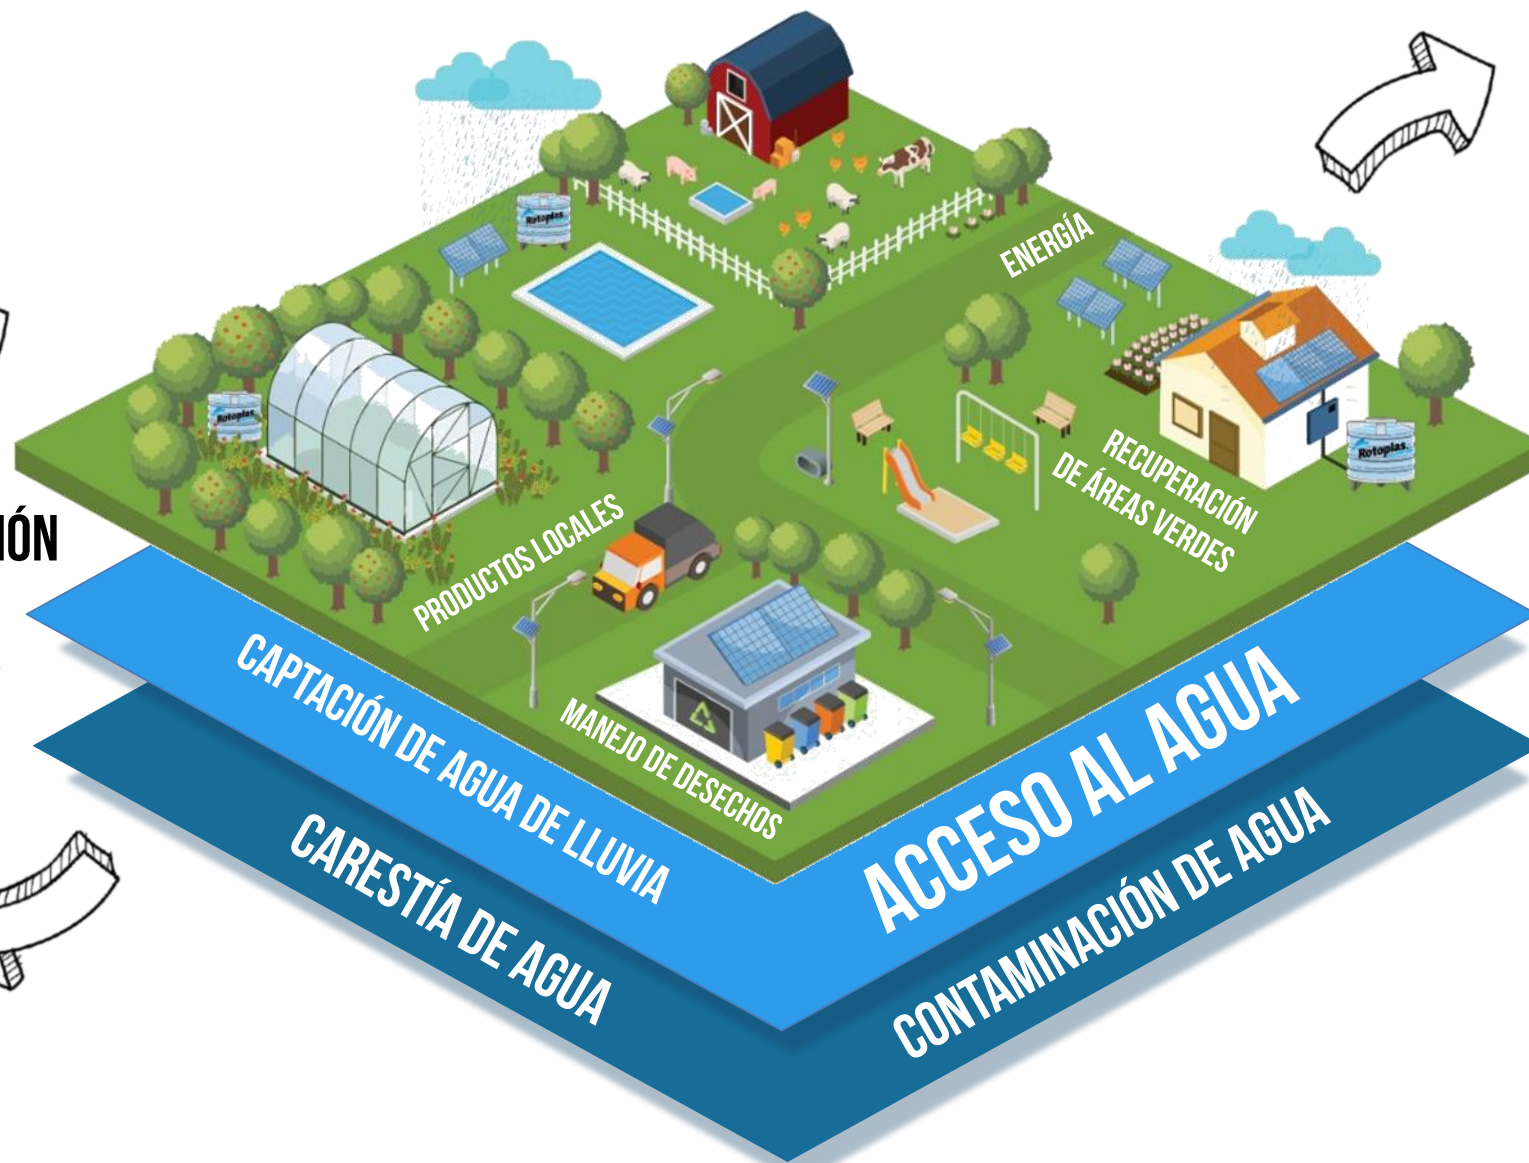 Rotoplas
ENERGÍA
Rotoplas
Rotoplas
RECUPERACIÓN
DE ÁREAS VERDES
PRODUCTOS LOCALES
MANEJO DE DESECHOS
CAPTACIÓN DE AGUA DE LLUVIA
ACCESO AL AGUA
CARESTÍA DE AGUA
CONTAMINACIÓN DE AGUA